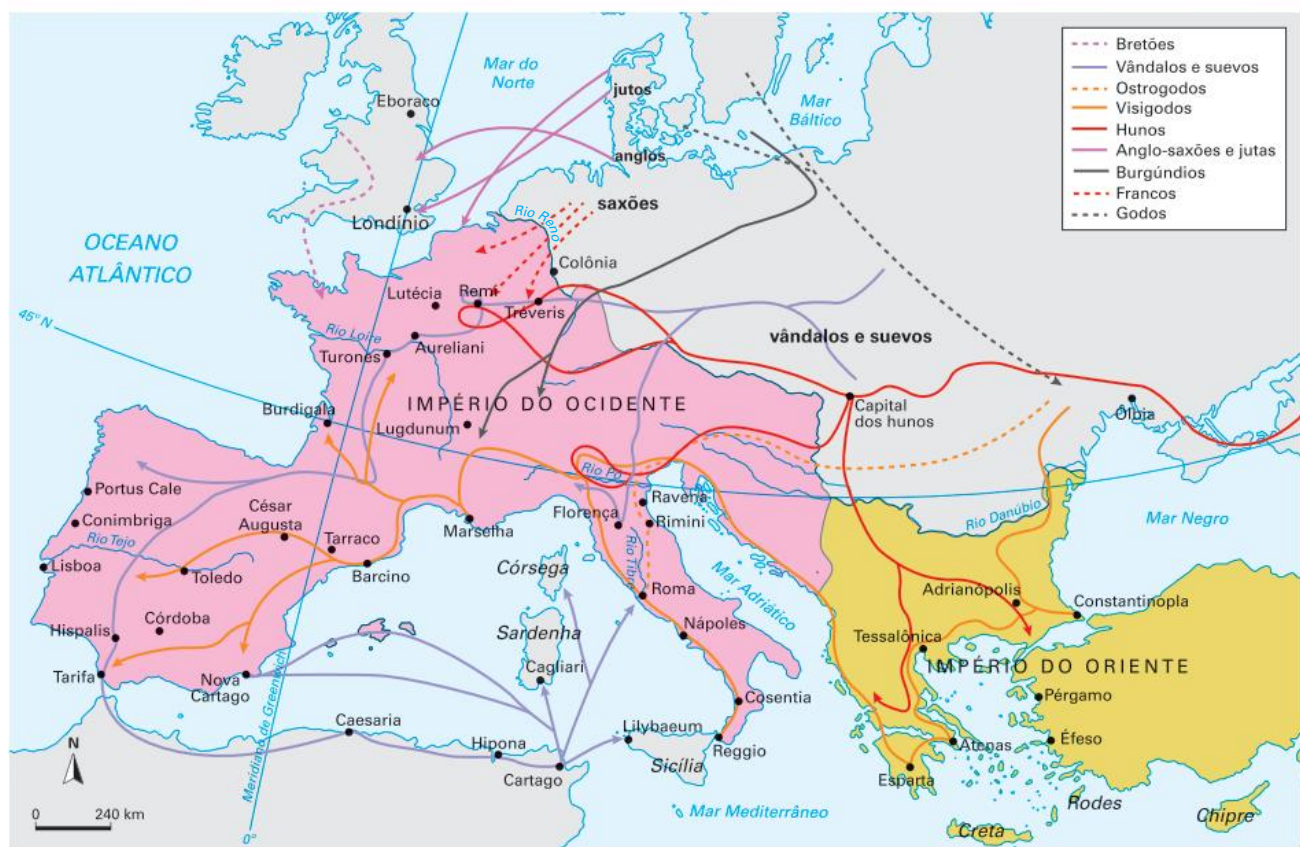 Bretões
Vândalos e suevos
Ostrogodos
Visigodos
Hunos
Anglo-saxões e jutas
Burgúndios
Francos
Godos
Mar do
Norte
Mar
Báltico
jutos
Eboraco
anglos
saxões
Londínio
Rio Reno
OCEANO
ATLÂNTICO
Colônia
Lutécia
Remi
Tréveris
45° N
Rio Loire
Aureliani
Turones
vândalos e suevos
IMPÉRIO DO OCIDENTE
Capital
dos hunos
Ólbia
Burdigala
Lugdunum
Rio Pó
Portus Cale
César
Augusta
Marselha
Florença
Ravena
Rimini
Rio Danúbio
Mar Negro
Conimbriga
Tarraco
Rio Tejo
Rio Tibre
Lisboa
Toledo
Barcino
Córsega
Roma
Mar Adriático
Adrianópolis
Constantinopla
Córdoba
Hispalis
Sardenha
Nápoles
Tessalônica
IMPÉRIO DO ORIENTE
Tarifa
Nova
Cartago
Cagliari
Cosentia
Pérgamo
Caesaria
Lilybaeum
Reggio
Atenas
Éfeso
Hipona
Cartago
Sicília
Esparta
N
Meridiano de Greenwich
Rodes
Mar Mediterrâneo
Chipre
0 240 km
0°
Creta